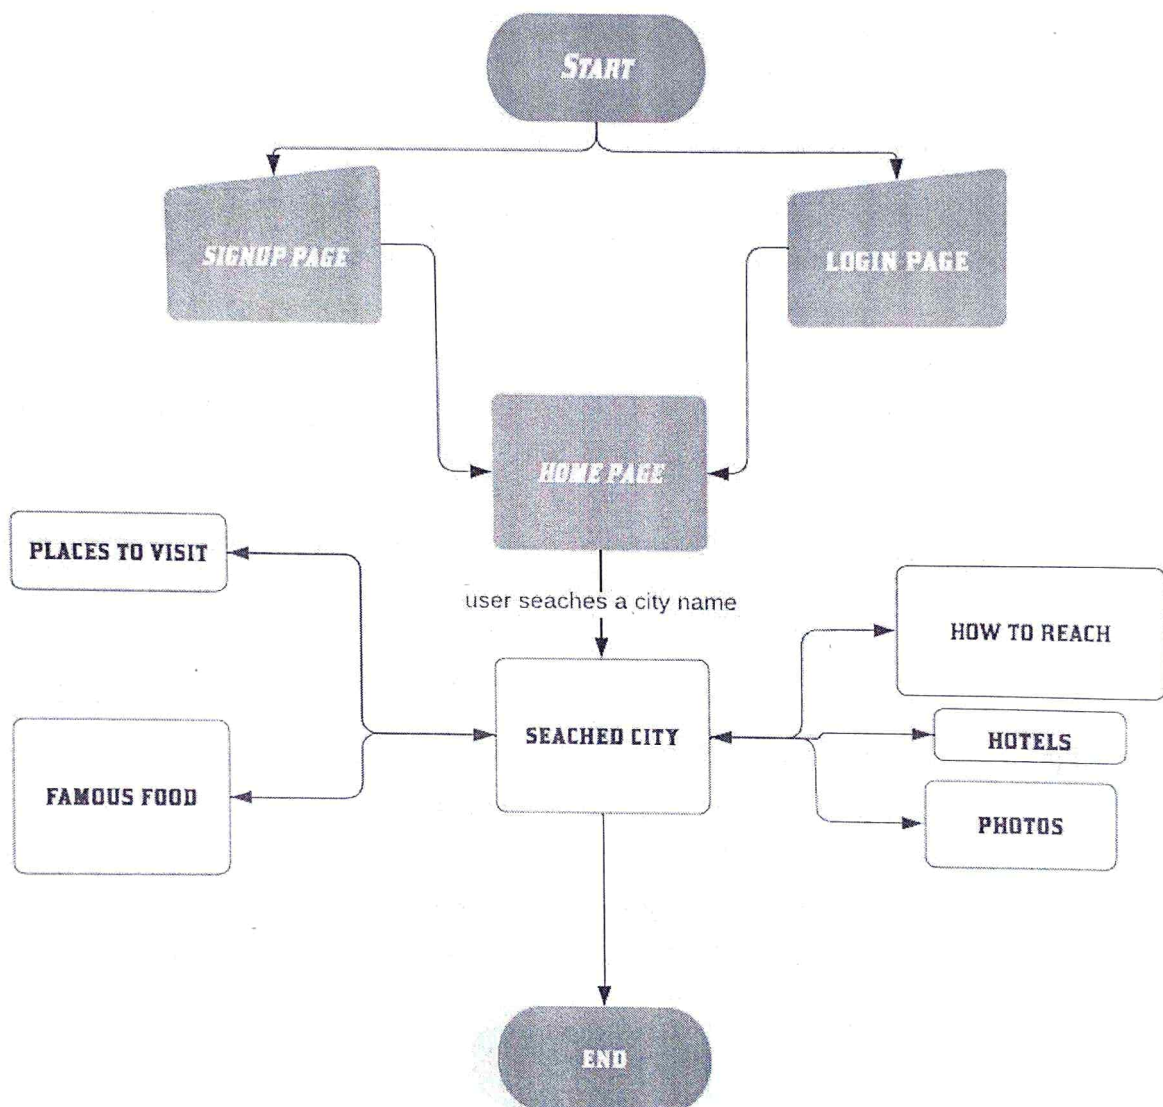 START
SIGNUP PAGE
LOGIN PAGE
HOME PAGE
PLACES TO VISIT
user seaches a city name
HOW TO REACH
SEACHED CITY
HOTELS
FAMOUS FOOD
PHOTOS
END